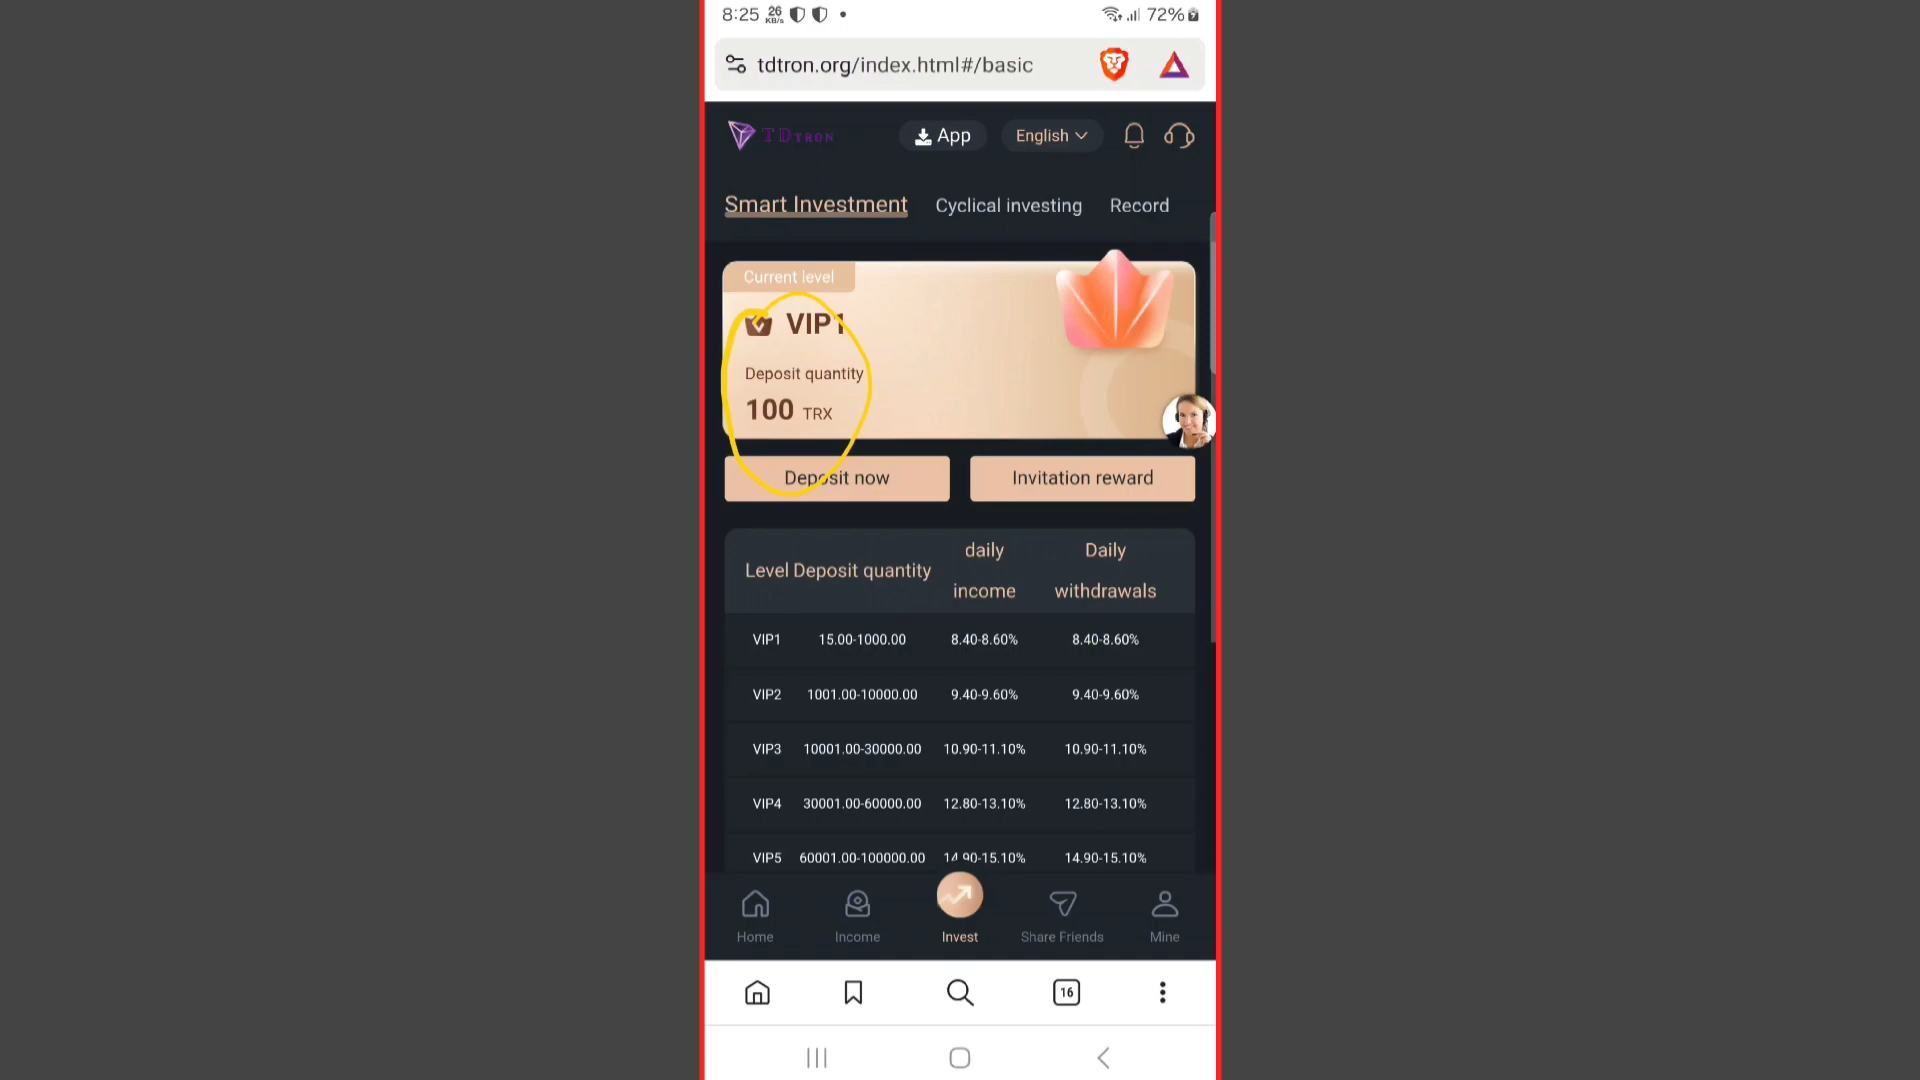 8:25 26 KB/s 72%
tdtron.org/index.html#/basic
TDTRON App English
Smart Investment Cyclical investing Record
Current level
VIP1
Deposit quantity
100 TRX
Deposit now Invitation reward
Level Deposit quantity daily income Daily withdrawals
VIP1 15.00-1000.00 8.40-8.60% 8.40-8.60%
VIP2 1001.00-10000.00 9.40-9.60% 9.40-9.60%
VIP3 10001.00-30000.00 10.90-11.10% 10.90-11.10%
VIP4 30001.00-60000.00 12.80-13.10% 12.80-13.10%
VIP5 60001.00-100000.00 14.90-15.10% 14.90-15.10%
Home Income Invest Share Friends Mine
16